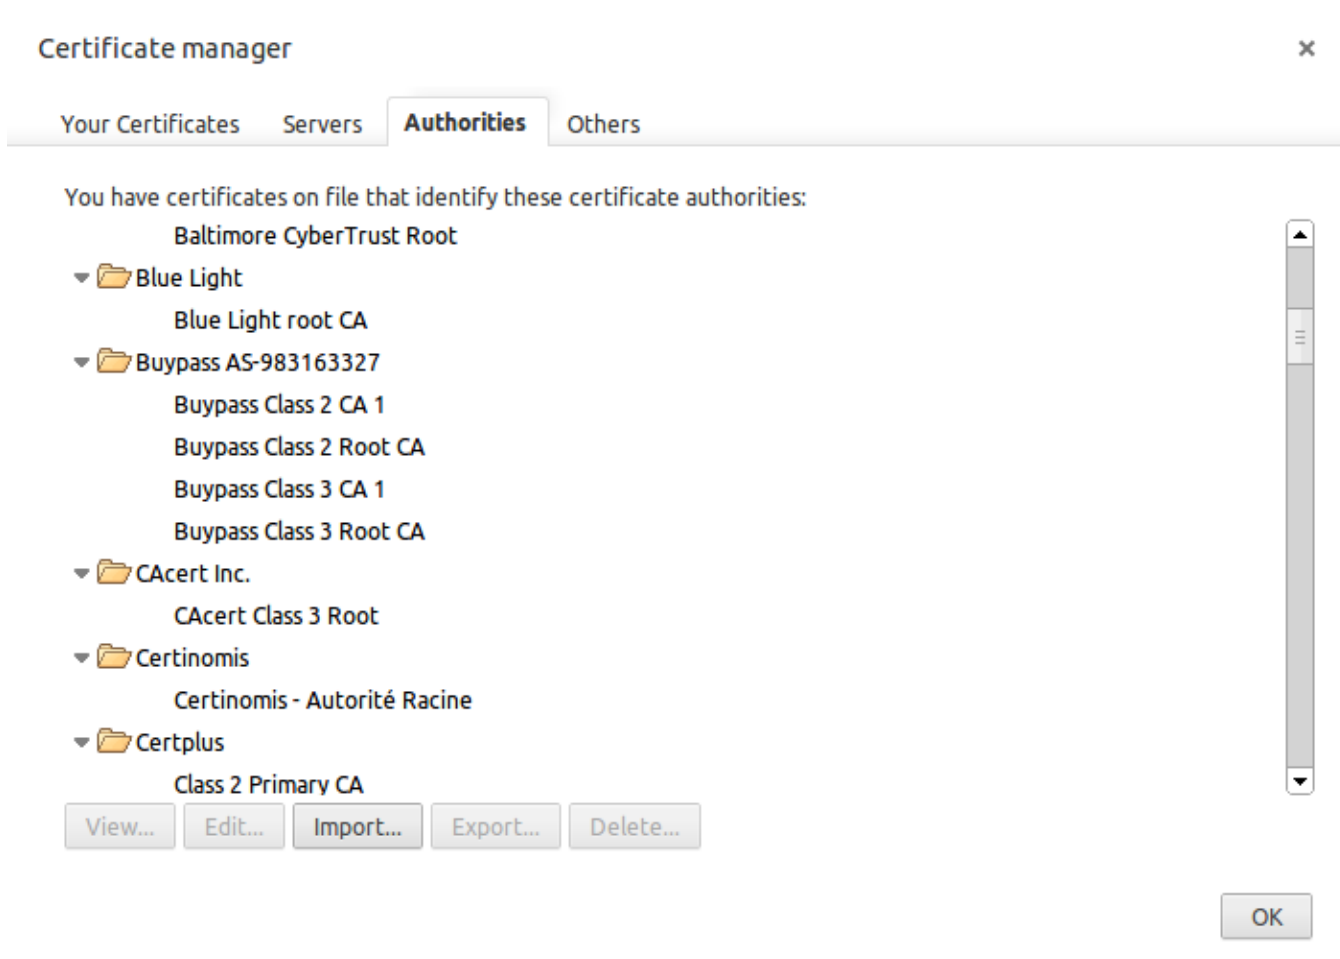 Certificate manager
Your Certificates Servers Authorities Others
You have certificates on file that identify these certificate authorities:
Baltimore CyberTrust Root
Blue Light
Blue Light root CA
Buypass AS-983163327
Buypass Class 2 CA 1
Buypass Class 2 Root CA
Buypass Class 3 CA 1
Buypass Class 3 Root CA
CAcert Inc.
CAcert Class 3 Root
Certinomis
Certinomis - Autorité Racine
Certplus
Class 2 Primary CA
View... Edit... Import... Export... Delete...
OK